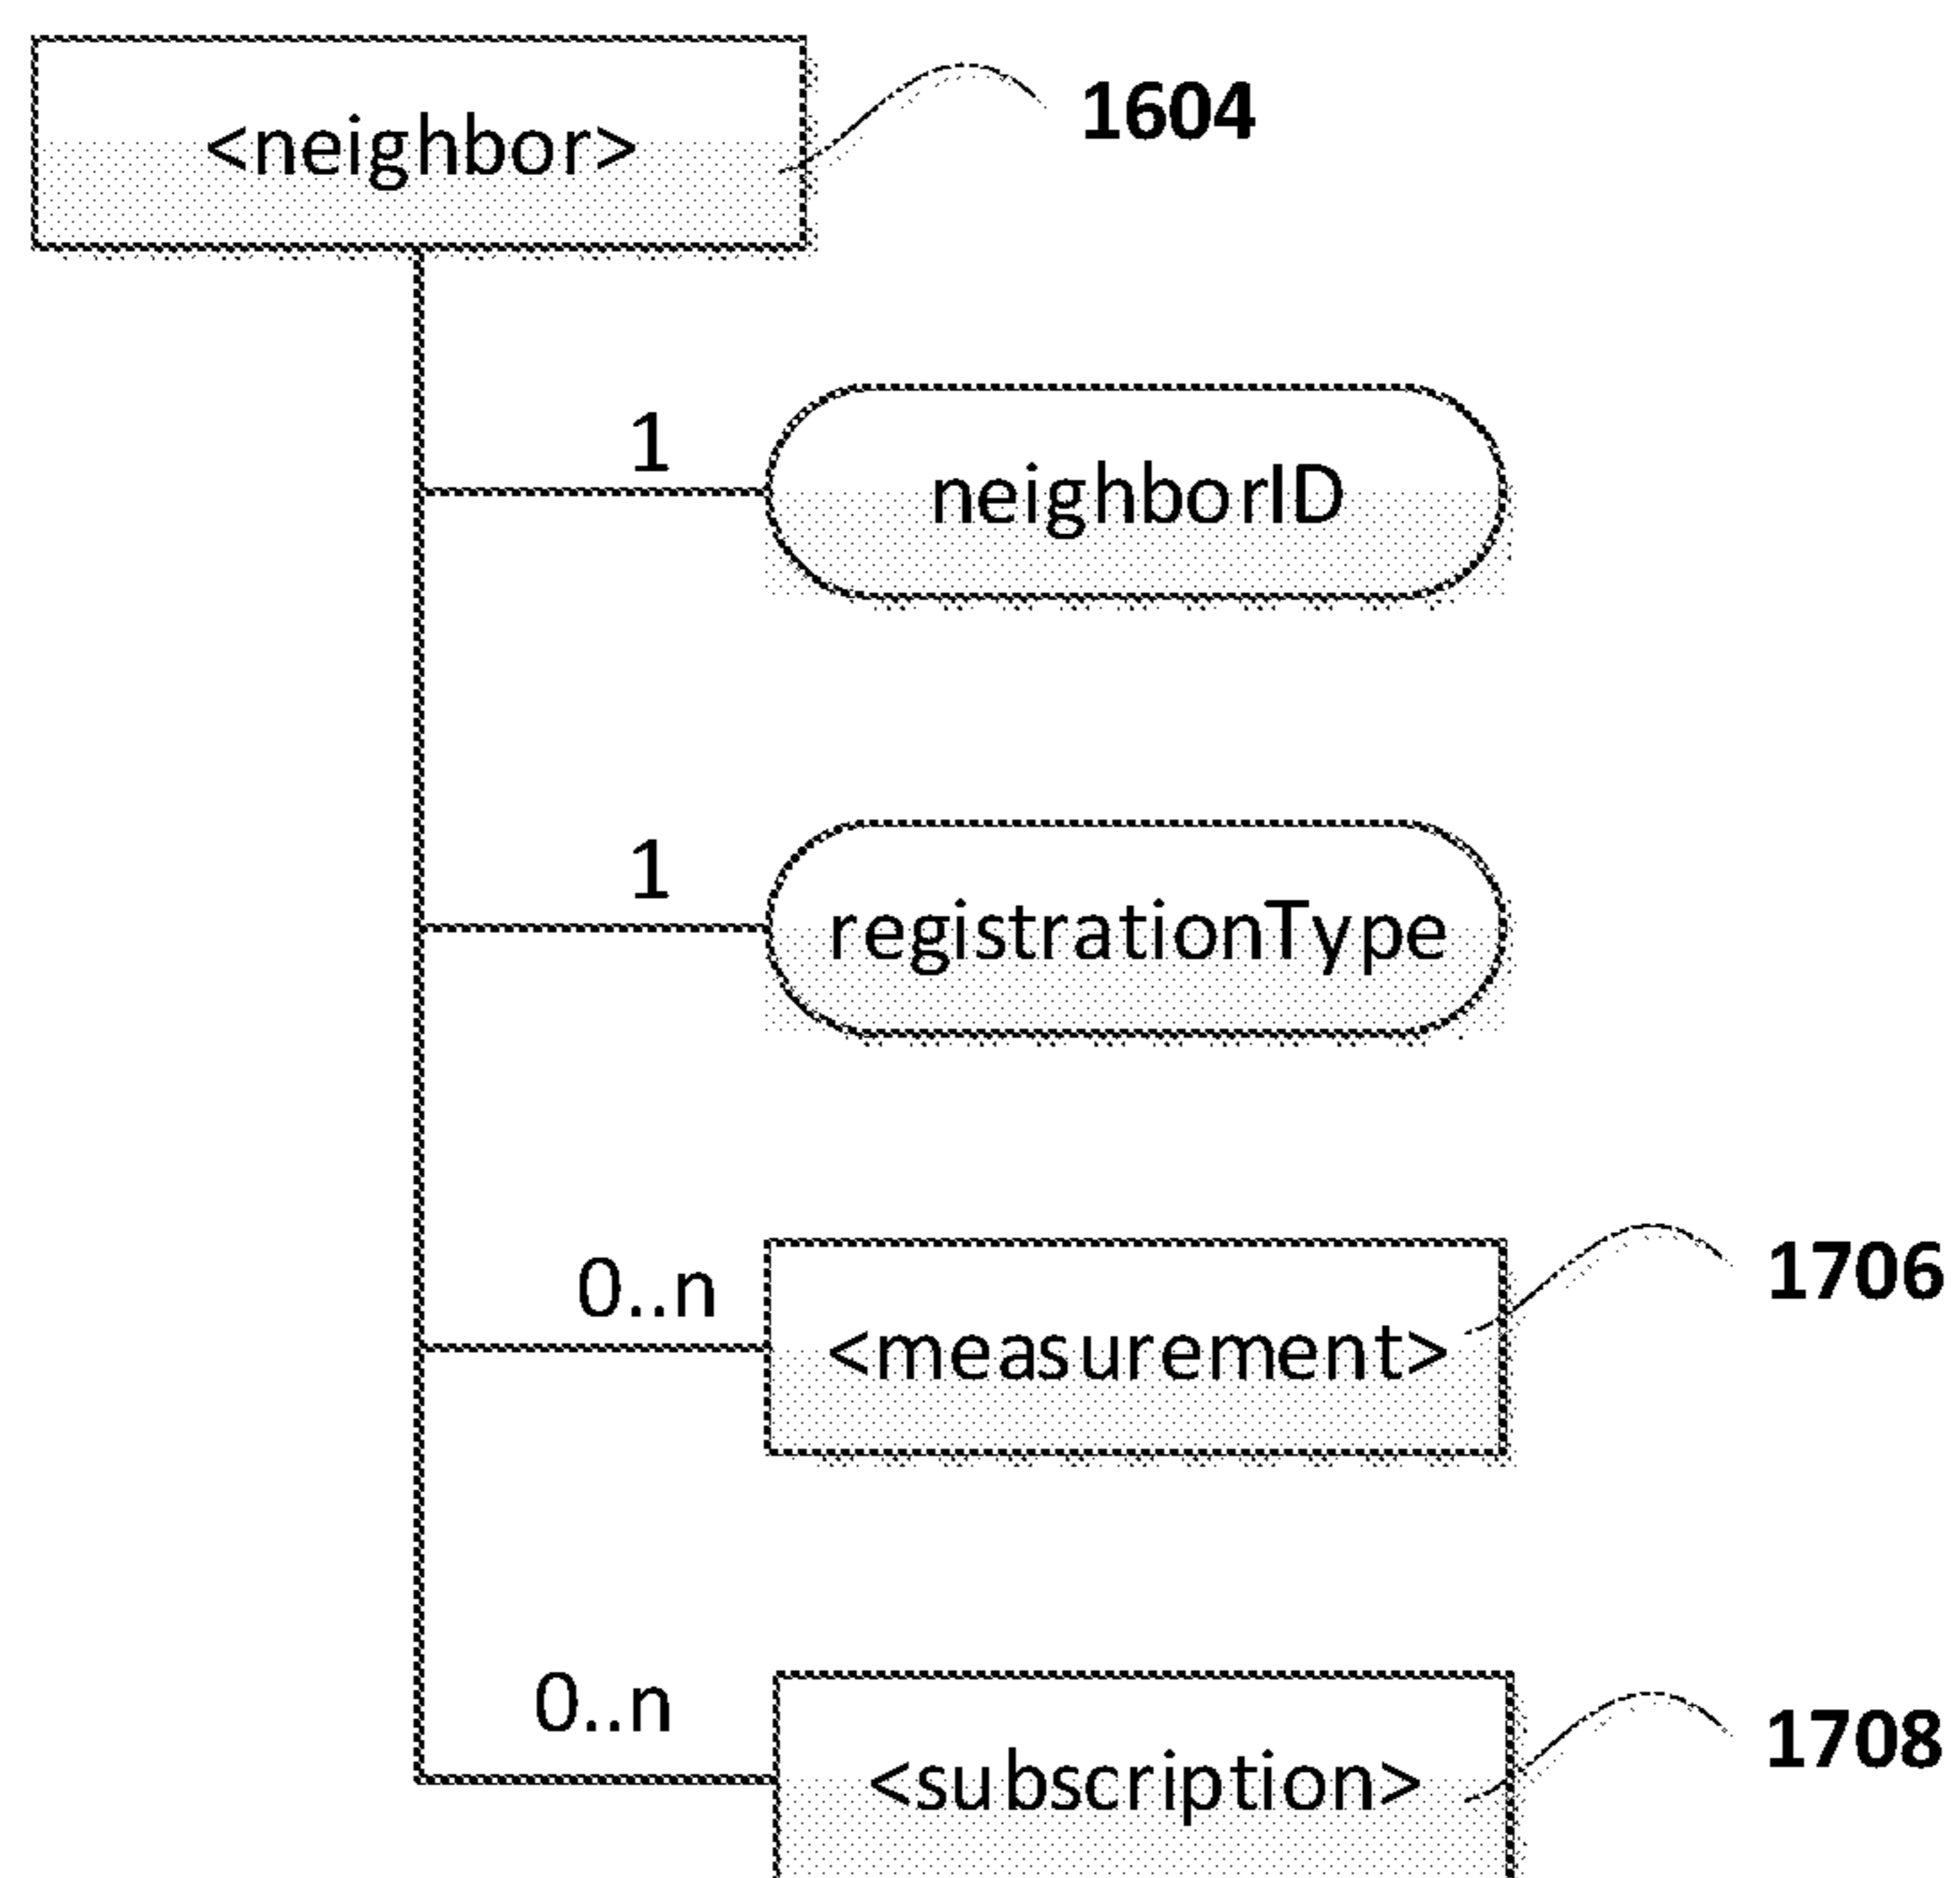 <neighbor>
1604
1
neighborID
1
registrationType
0..n
<measurement>
1706
0..n
<subscription>
1708